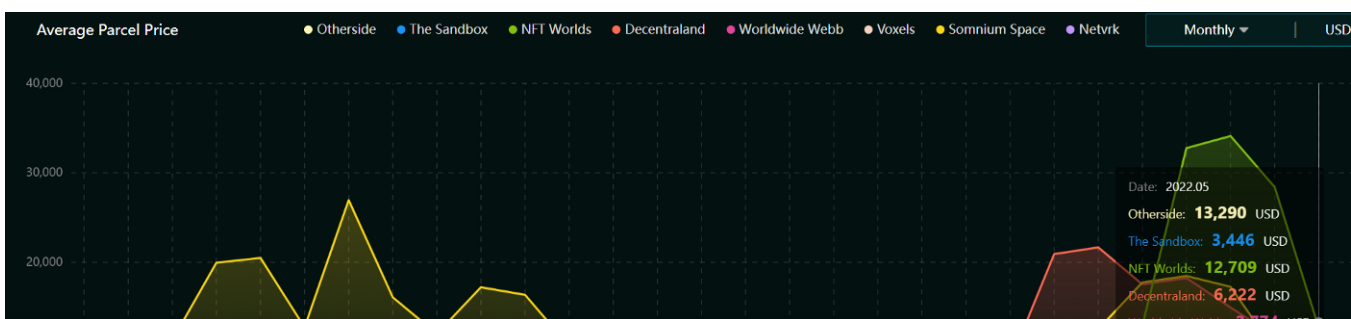 Average Parcel Price Otherside The Sandbox NFT Worlds Decentraland Worldwide Webb Voxels Somnium Space Netvrk Monthly USD
40,000
30,000
Date: 2022.05
Otherside: 13,290 USD
The Sandbox: 3,446 USD
20,000
NFT Worlds: 12,709 USD
Decentraland: 6,222 USD